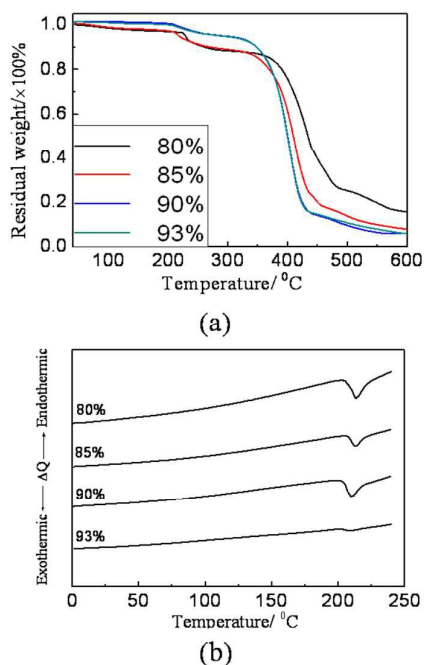 Residual weight/×100%
1.0
0.8
0.6
0.4
0.2
0.0
80%
85%
90%
93%
100 200 300 400 500 600
Temperature/ ⁰C
(a)
Exothermic ← ΔQ → Endothermic
80%
85%
90%
93%
0 50 100 150 200 250
Temperature/ ⁰C
(b)